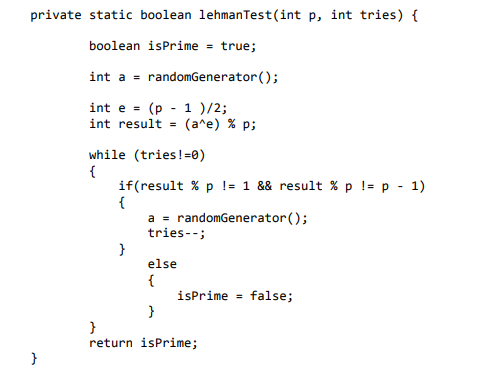 private static boolean lehmanTest(int p, int tries) {
boolean isPrime = true;
int a = randomGenerator();
int e = (p - 1 )/2;
int result = (a^e) % p;
while (tries!=0)
{
if(result % p != 1 && result % p != p - 1)
{
a = randomGenerator();
tries--;
}
else
{
isPrime = false;
}
}
return isPrime;
}